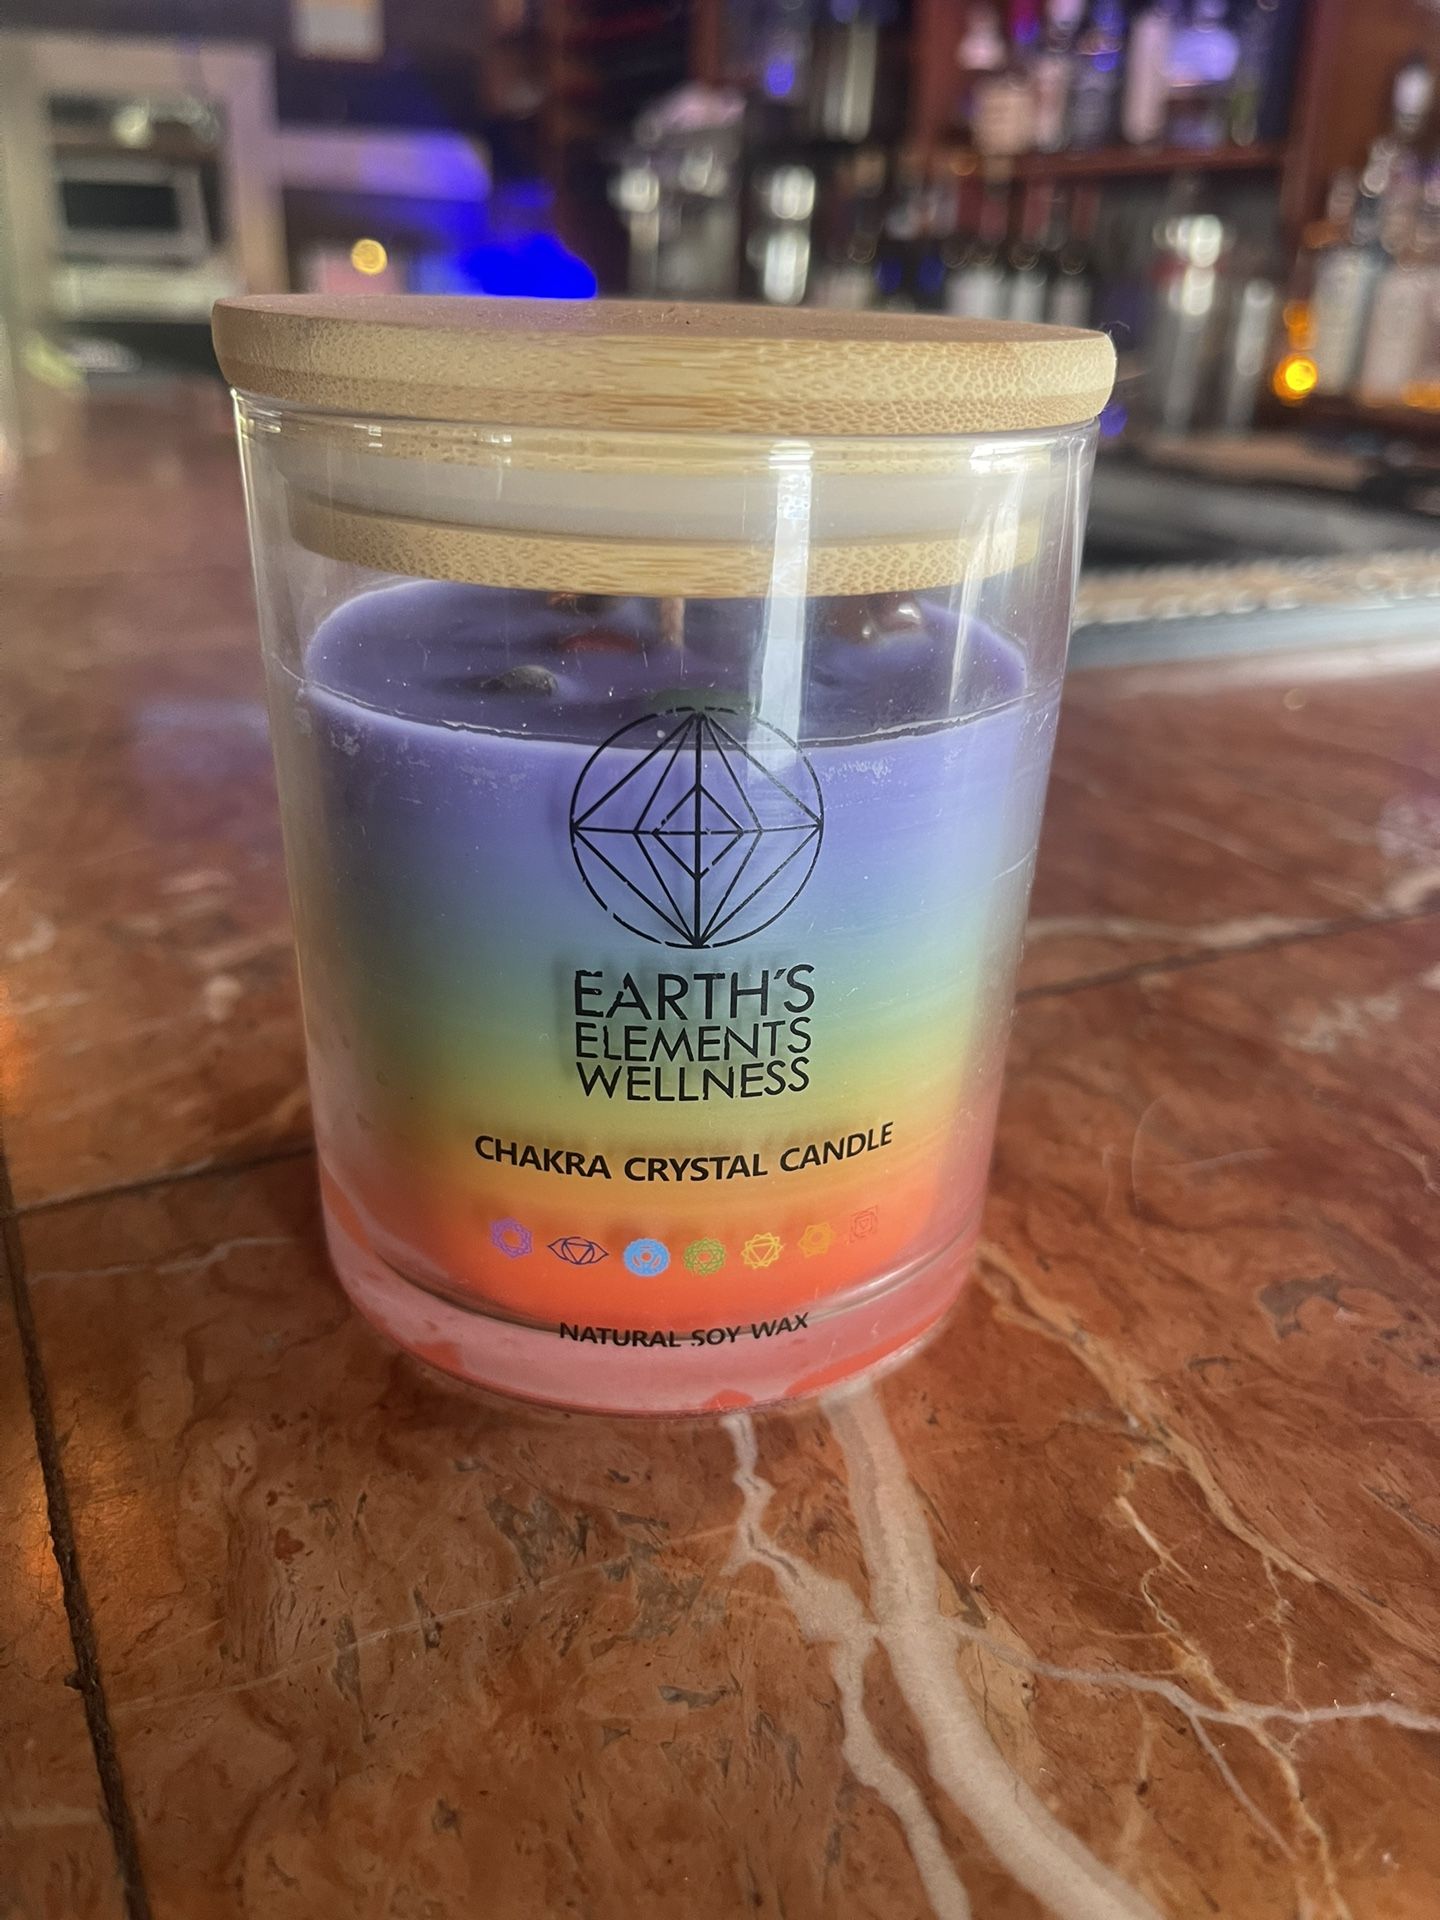 EARTH'S
ELEMENTS
WELLNESS
CHAKRA CRYSTAL CANDLE
NATURAL SOY WAX